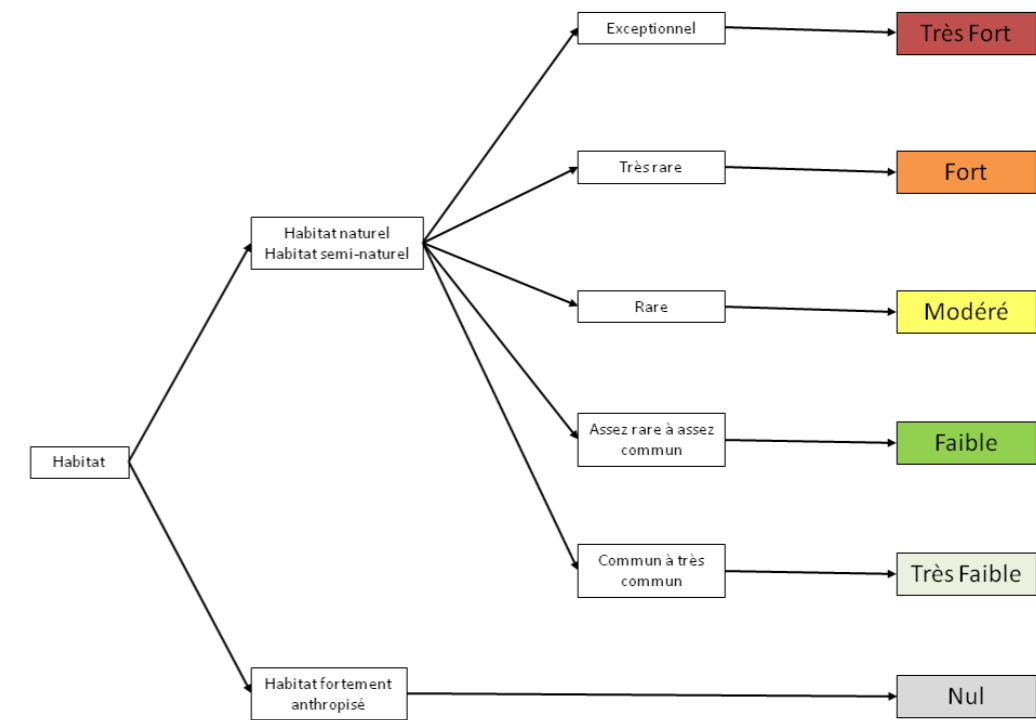 Exceptionnel
Très Fort
Très rare
Fort
Habitat naturel
Habitat semi-naturel
Rare
Modéré
Assez rare à assez
commun
Faible
Habitat
Commun à très
commun
Très Faible
Habitat fortement
anthropisé
Nul